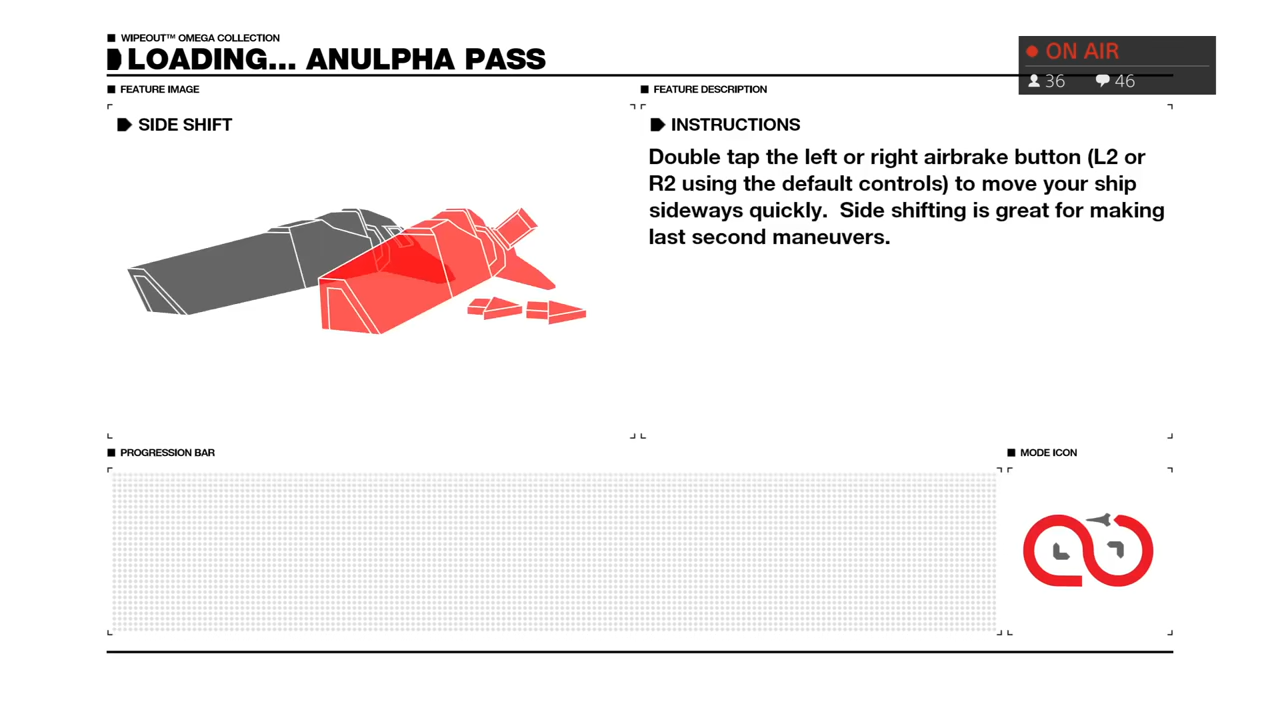 WIPEOUT™ OMEGA COLLECTION
LOADING... ANULPHA PASS
ON AIR
36 46
FEATURE IMAGE
FEATURE DESCRIPTION
SIDE SHIFT
INSTRUCTIONS
Double tap the left or right airbrake button (L2 or
R2 using the default controls) to move your ship
sideways quickly.  Side shifting is great for making
last second maneuvers.
PROGRESSION BAR
MODE ICON